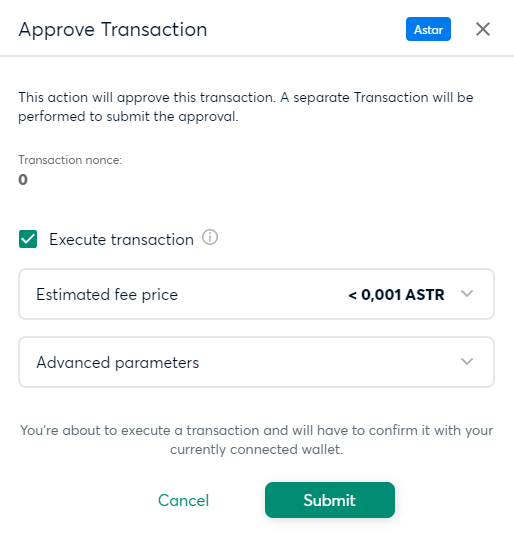 Approve Transaction
Astar
This action will approve this transaction. A separate Transaction will be
performed to submit the approval.
Transaction nonce:
0
Execute transaction
Estimated fee price
< 0,001 ASTR
Advanced parameters
You're about to execute a transaction and will have to confirm it with your
currently connected wallet.
Cancel
Submit